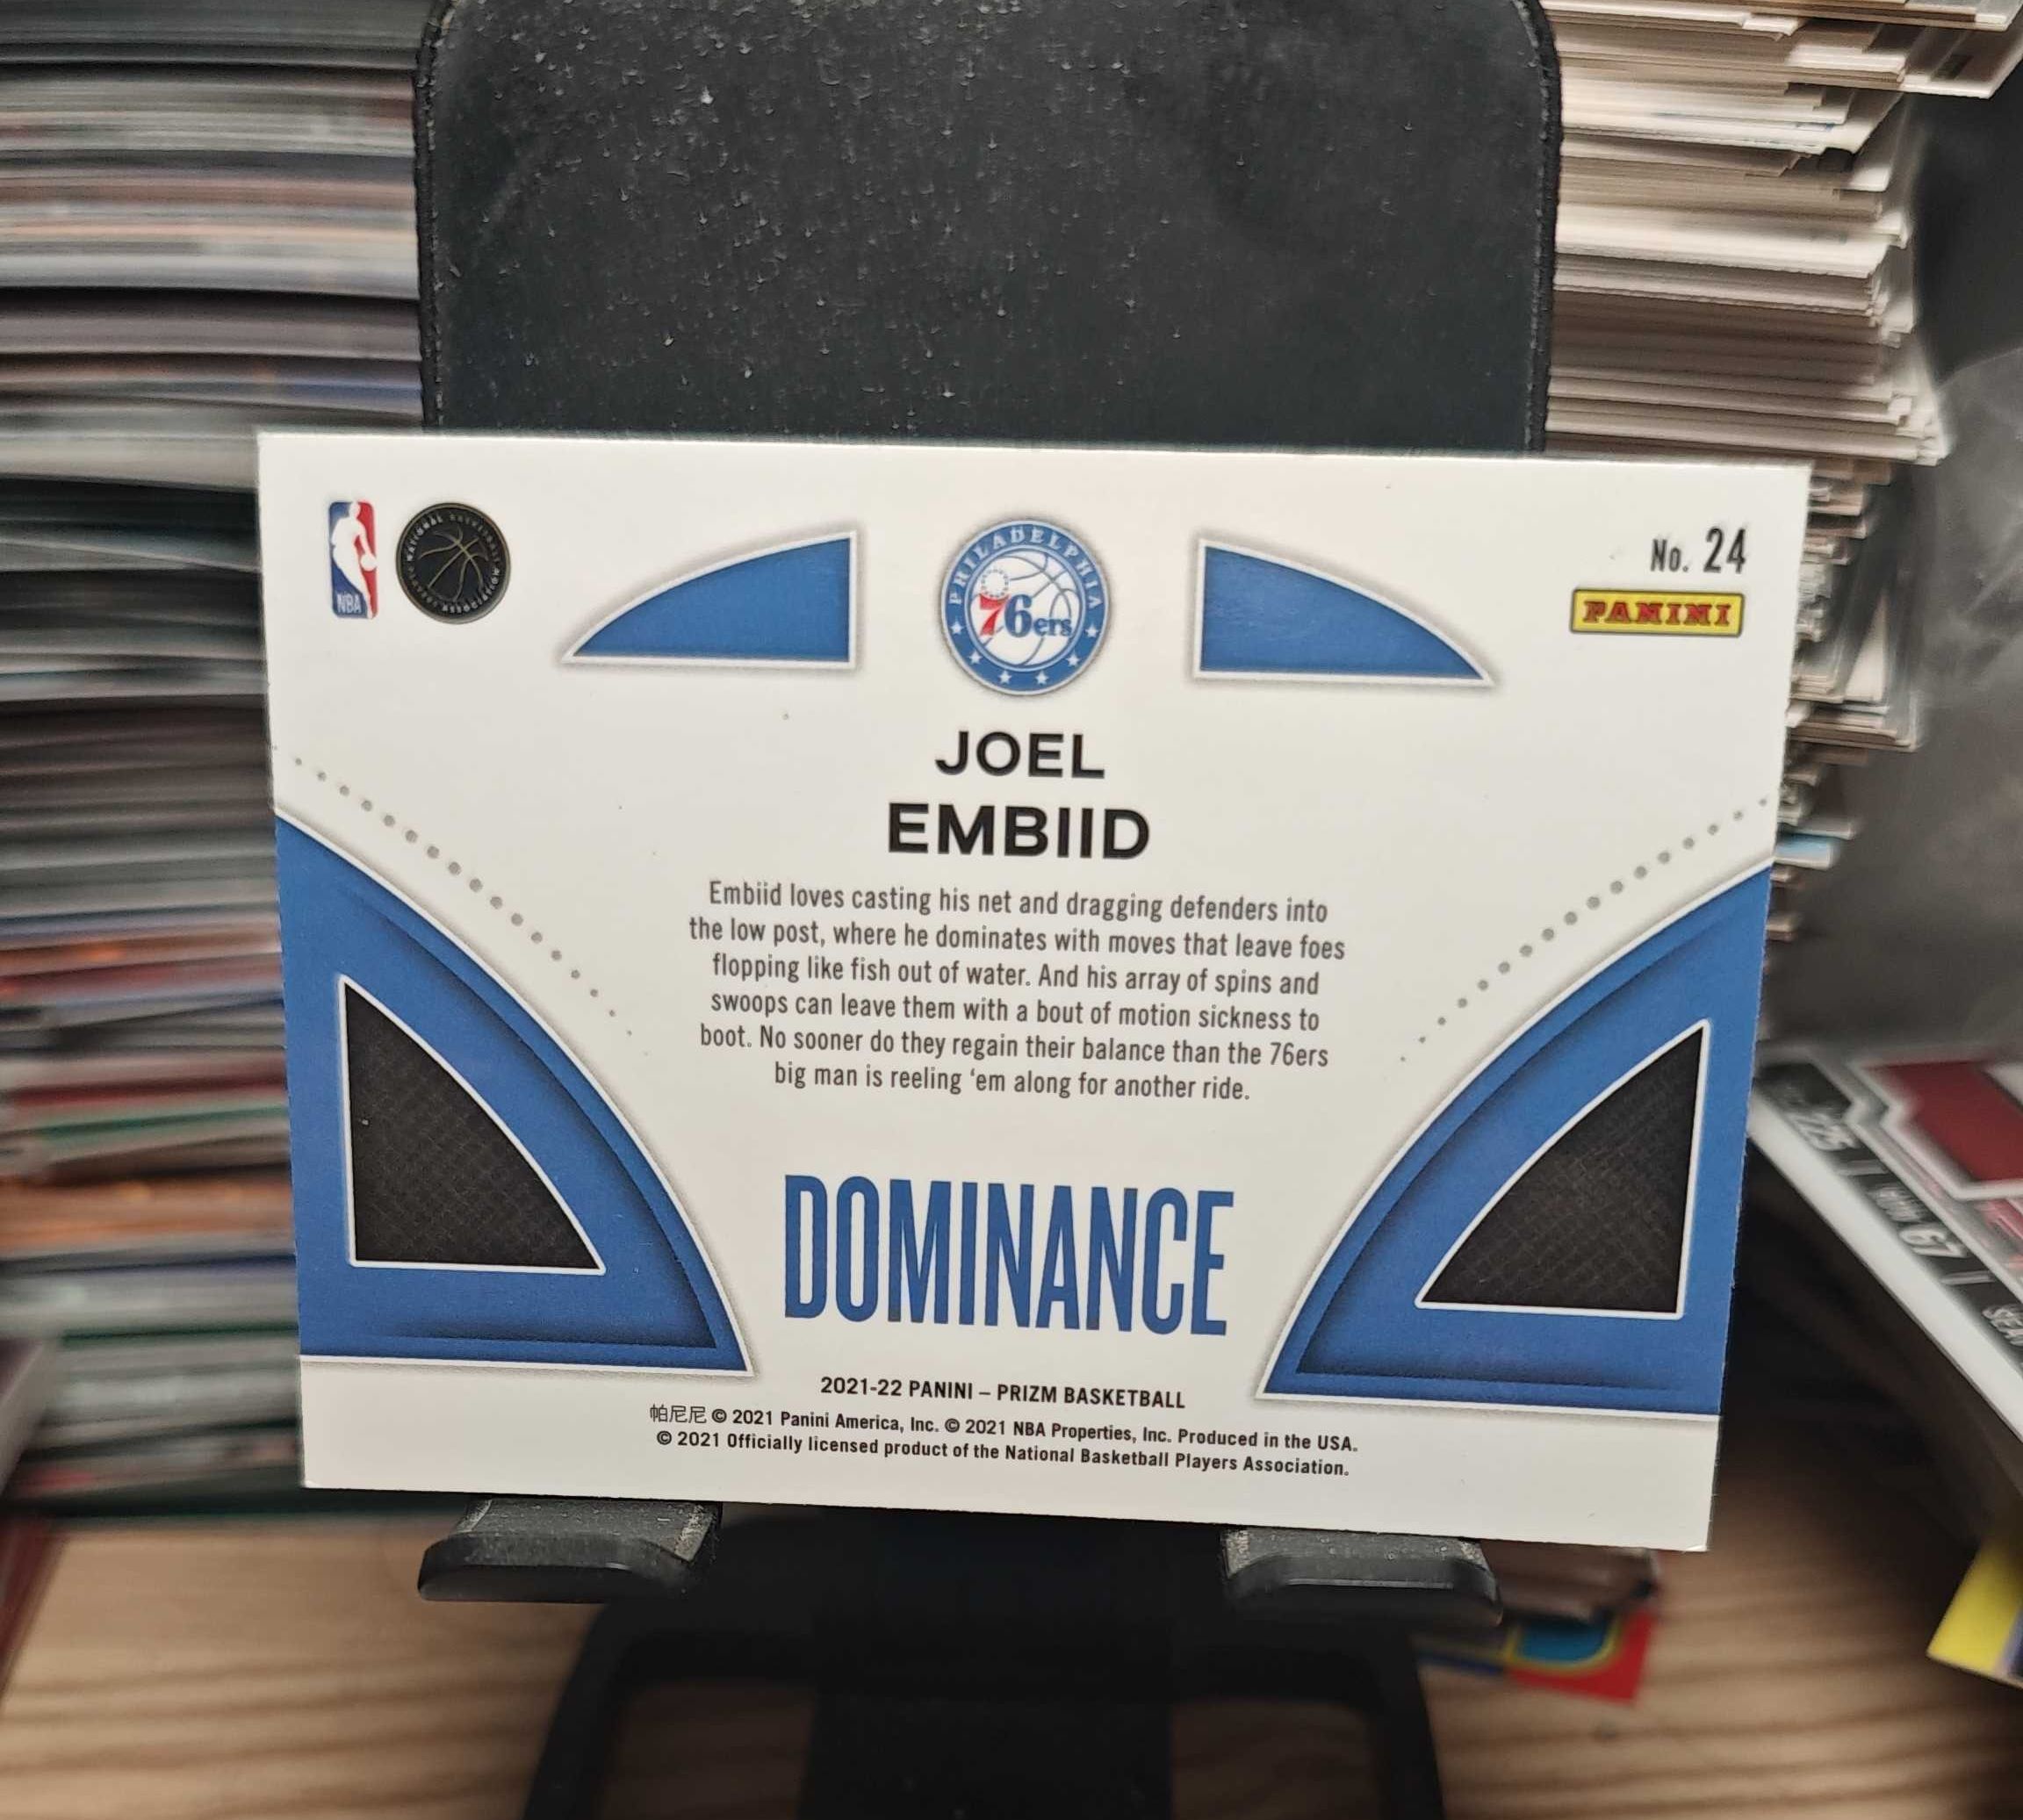 NBA
PHILADELPHIA
76ers
No. 24
PANINI
JOEL
EMBIID
Embiid loves casting his net and dragging defenders into
the low post, where he dominates with moves that leave foes
flopping like fish out of water. And his array of spins and
swoops can leave them with a bout of motion sickness to
boot. No sooner do they regain their balance than the 76ers
big man is reeling ‘em along for another ride.
DOMINANCE
2021-22 PANINI – PRIZM BASKETBALL
帕尼尼 © 2021 Panini America, Inc. © 2021 NBA Properties, Inc. Produced in the USA.
© 2021 Officially licensed product of the National Basketball Players Association.